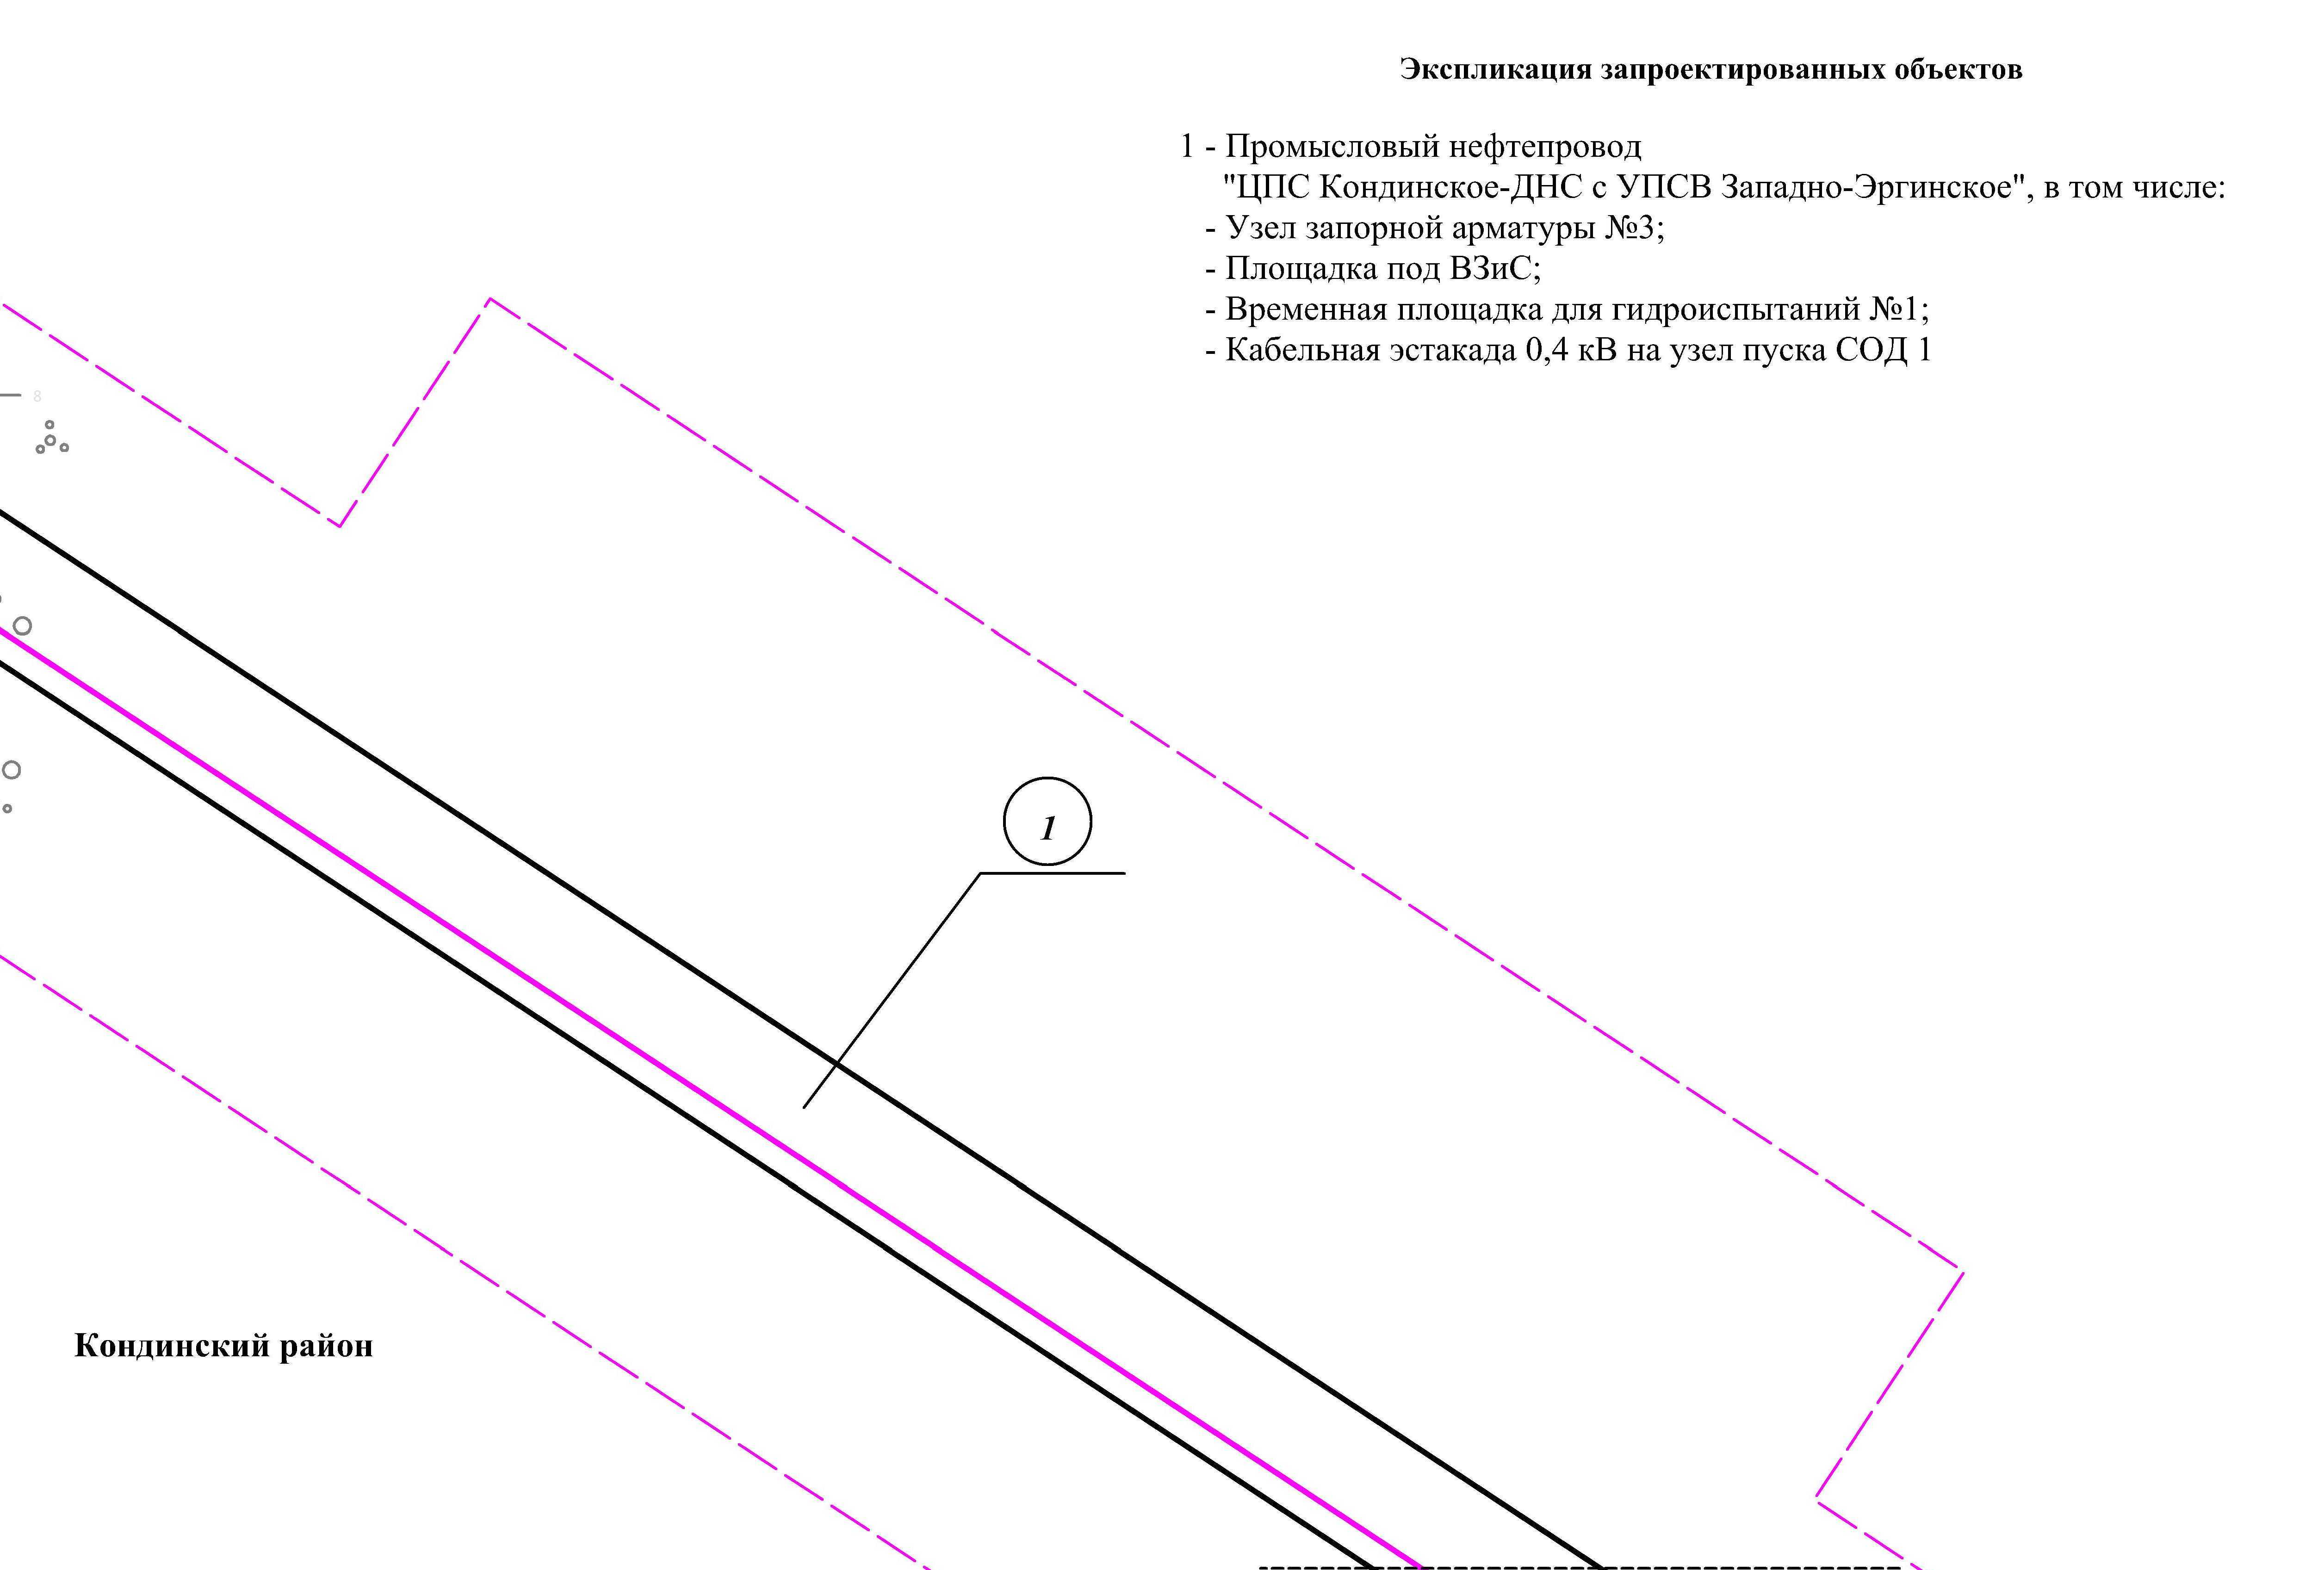 Экспликация запроектированных объектов
1 - Промысловый нефтепровод
"ЦПС Кондинское-ДНС с УПСВ Западно-Эргинское", в том числе:
- Узел запорной арматуры №3;
- Площадка под ВЗиС;
- Временная площадка для гидроиспытаний №1;
- Кабельная эстакада 0,4 кВ на узел пуска СОД 1
8
1
Кондинский район